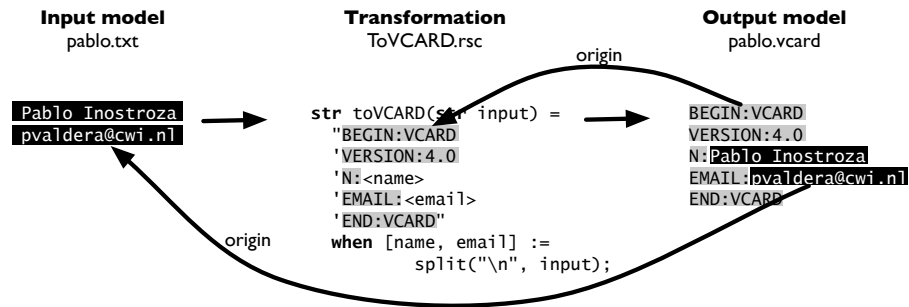 Input model
pablo.txt
Pablo Inostroza
pvaldera@cwi.nl
Transformation
ToVCARD.rsc
str toVCARD(str input) =
"BEGIN:VCARD
'VERSION:4.0
'N:<name>
'EMAIL:<email>
'END:VCARD"
when [name, email] :=
split("\n", input);
Output model
pablo.vcard
BEGIN:VCARD
VERSION:4.0
N:Pablo Inostroza
EMAIL:pvaldera@cwi.nl
END:VCARD
origin
origin